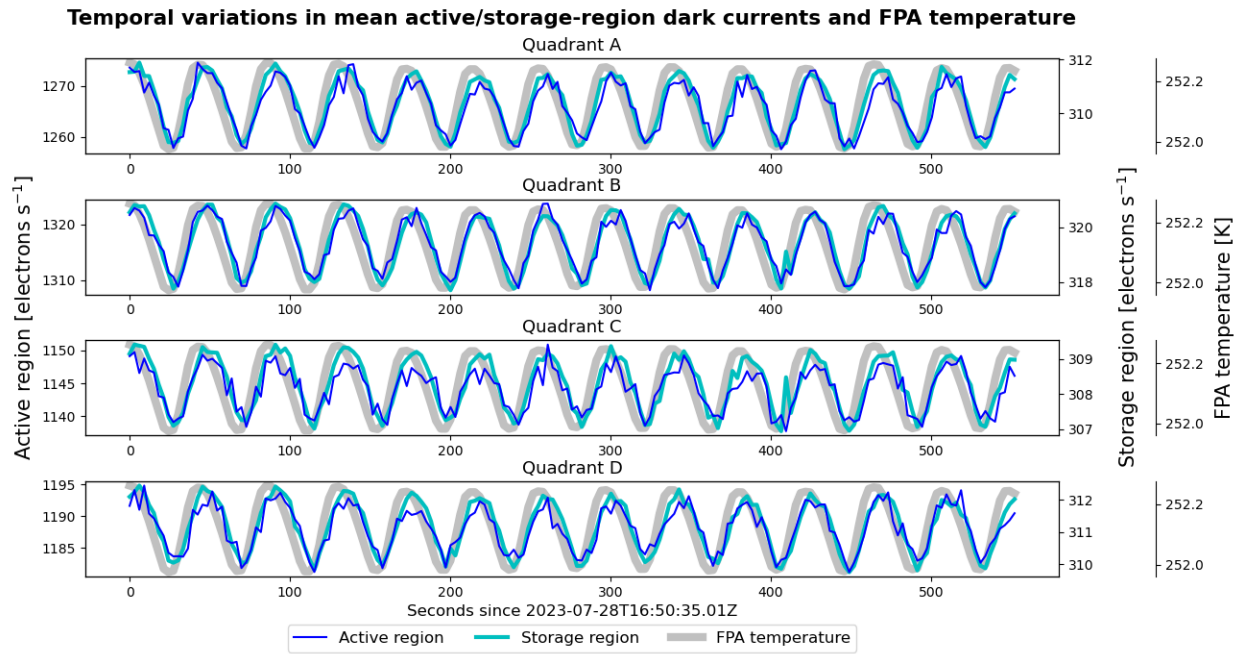 Temporal variations in mean active/storage-region dark currents and FPA temperature
Quadrant A
1270
1260
312
310
252.2
252.0
0 100 200 300 400 500
Quadrant B
1320
1310
320
318
252.2
252.0
0 100 200 300 400 500
Quadrant C
1150
1145
1140
309
308
307
252.2
252.0
0 100 200 300 400 500
Quadrant D
1195
1190
1185
312
311
310
252.2
252.0
0 100 200 300 400 500
Active region [electrons s⁻¹]
Storage region [electrons s⁻¹]
FPA temperature [K]
Seconds since 2023-07-28T16:50:35.01Z
Active region Storage region FPA temperature